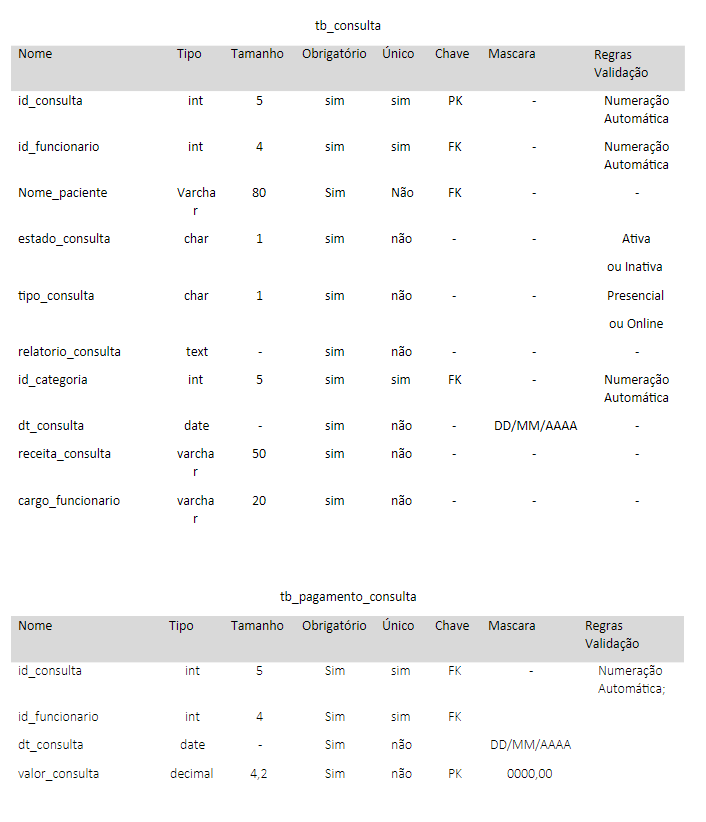 tb_consulta
Nome Tipo Tamanho Obrigatório Único Chave Mascara Regras
Validação
id_consulta int 5 sim sim PK - Numeração
Automática
id_funcionario int 4 sim sim FK - Numeração
Automática
Nome_paciente Varcha 80 Sim Não FK - -
r
estado_consulta char 1 sim não - - Ativa
ou Inativa
tipo_consulta char 1 sim não - - Presencial
ou Online
relatorio_consulta text - sim não - - -
id_categoria int 5 sim sim FK - Numeração
Automática
dt_consulta date - sim não - DD/MM/AAAA -
receita_consulta varcha 50 sim não - - -
r
cargo_funcionario varcha 20 sim não - - -
r
tb_pagamento_consulta
Nome Tipo Tamanho Obrigatório Único Chave Mascara Regras
Validação
id_consulta int 5 Sim sim FK - Numeração
Automática;
id_funcionario int 4 Sim sim FK
dt_consulta date - Sim não DD/MM/AAAA
valor_consulta decimal 4,2 Sim não PK 0000,00